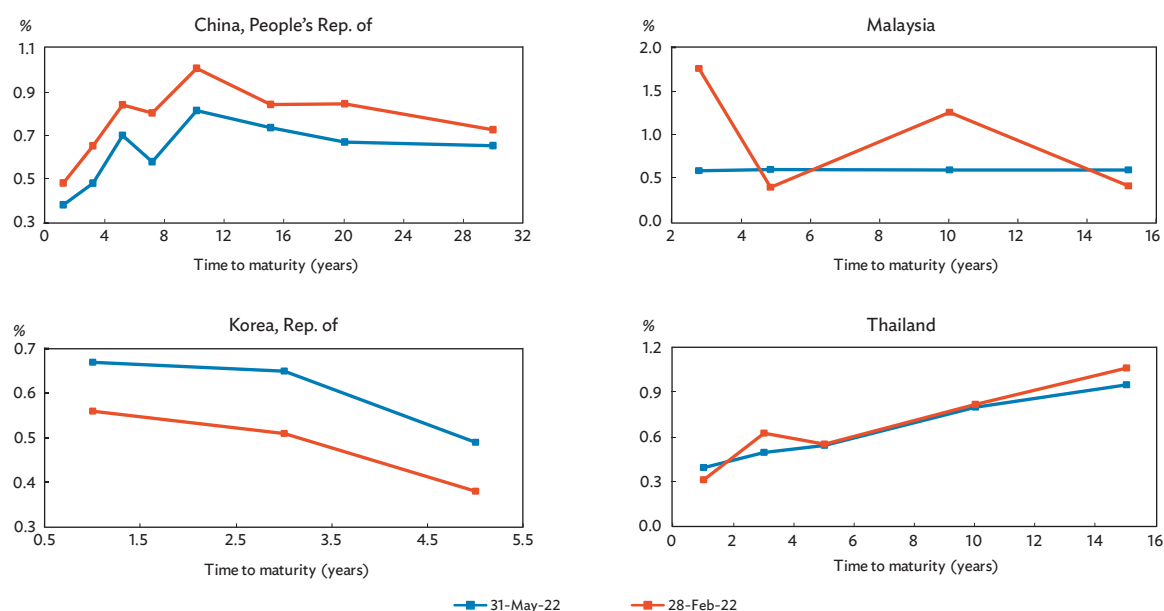 China, People's Rep. of
%
1.1
0.9
0.7
0.5
0.3
0 4 8 12 16 20 24 28 32
Time to maturity (years)
Malaysia
%
2.0
1.5
1.0
0.5
0.0
2 4 6 8 10 12 14 16
Time to maturity (years)
Korea, Rep. of
%
0.7
0.6
0.5
0.4
0.3
0.5 1.5 2.5 3.5 4.5 5.5
Time to maturity (years)
Thailand
%
1.2
0.9
0.6
0.3
0.0
0 2 4 6 8 10 12 14 16
Time to maturity (years)
31-May-22 28-Feb-22